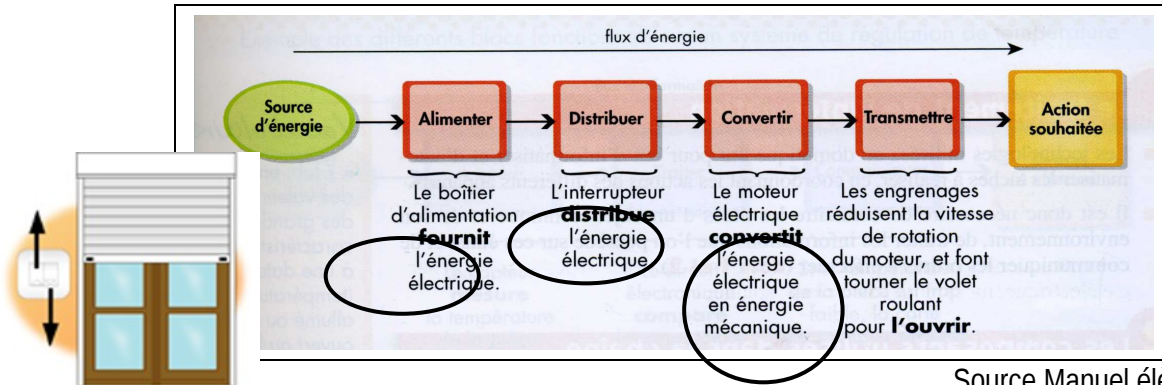 flux d'énergie
Source
d'énergie
Alimenter
Distribuer
Convertir
Transmettre
Action
souhaitée
Le boîtier
d'alimentation
fournit
l'énergie
électrique.
L'interrupteur
distribue
l'énergie
électrique.
Le moteur
électrique
convertit
l'énergie
électrique
en énergie
mécanique.
Les engrenages
réduisent la vitesse
de rotation
du moteur, et font
tourner le volet
roulant
pour l'ouvrir.
Source Manuel élè